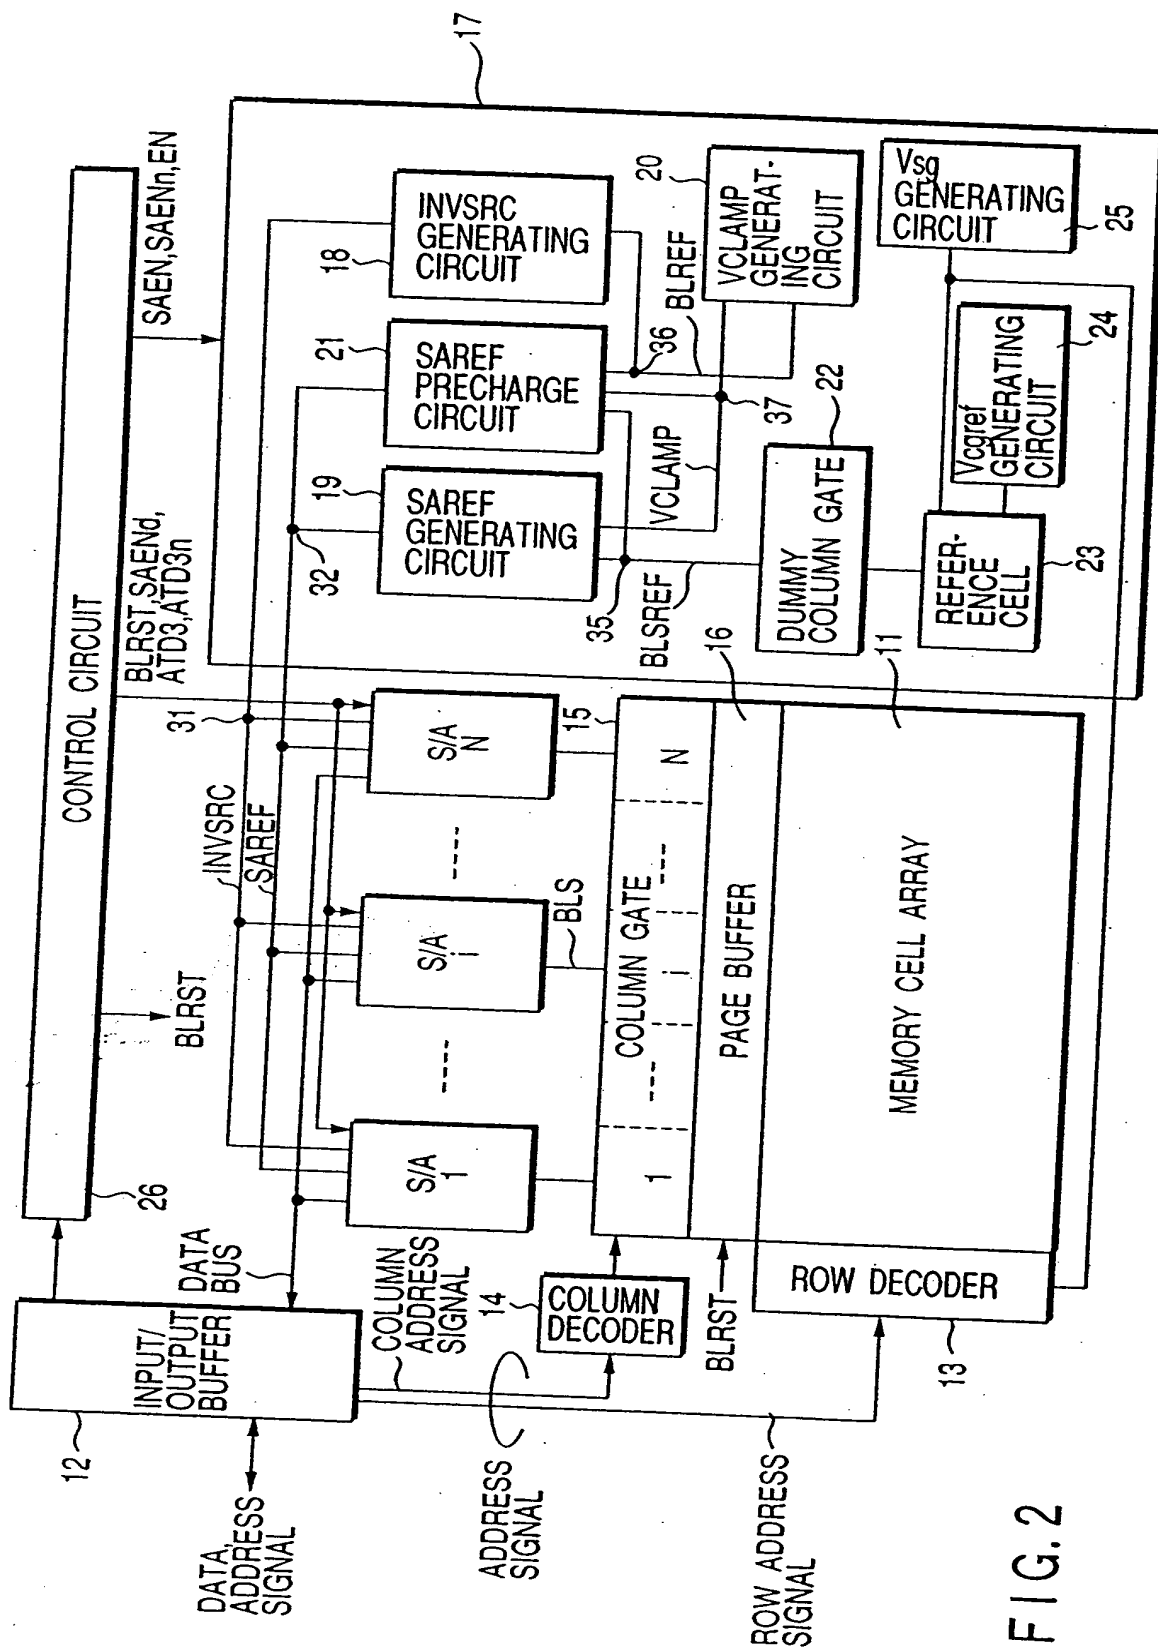 CONTROL CIRCUIT
26
SAEN,SAENn,EN
17
BLRST,SAENd,
ATD3,ATD3n
BLRST
INPUT/
OUTPUT
BUFFER
12
DATA,
ADDRESS
SIGNAL
DATA
BUS
COLUMN
ADDRESS
SIGNAL
ADDRESS
SIGNAL
ROW ADDRESS
SIGNAL
INVSRC
SAREF
31
32
S/A
1
----
S/A
i
----
S/A
N
BLS
14
COLUMN
DECODER
COLUMN GATE
15
1
---
i
---
N
BLRST
PAGE BUFFER
16
ROW DECODER
13
MEMORY CELL ARRAY
11
INVSRC
GENERATING
CIRCUIT
18
SAREF
PRECHARGE
CIRCUIT
21
SAREF
GENERATING
CIRCUIT
19
VCLAMP
GENERAT-
ING
CIRCUIT
20
BLREF
36
37
VCLAMP
35
BLSREF
DUMMY
COLUMN GATE
22
REFER-
ENCE
CELL
23
Vcgref
GENERATING
CIRCUIT
24
Vsg
GENERATING
CIRCUIT
25
FIG. 2